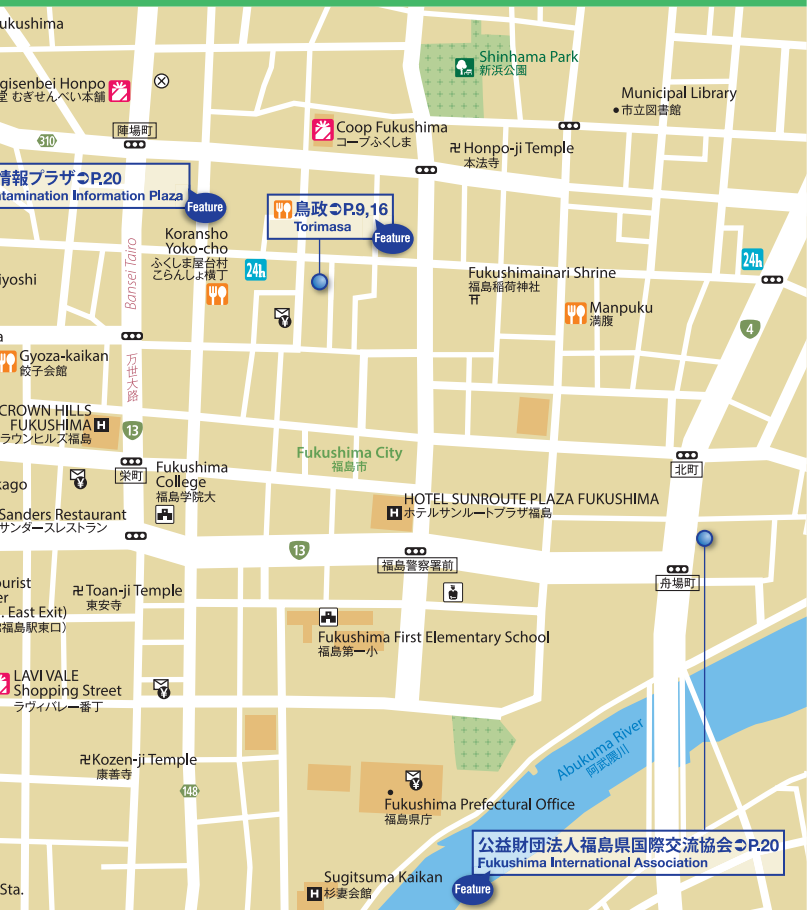 ukushima
gisenbei Honpo
堂 むぎせんべい本舗
陣場町
310
Shinhama Park
新浜公園
Municipal Library
市立図書館
Coop Fukushima
コープふくしま
卍 Honpo-ji Temple
本法寺
情報プラザ➲P.20
ntamination Information Plaza
Feature
鳥政➲P.9,16
Torimasa
Feature
Koransho
Yoko-cho
ふくしま屋台村
こらんしょ横丁
24h
24h
Bansei Tairo
万世大路
iyoshi
Fukushimainari Shrine
福島稲荷神社
Manpuku
満腹
4
a
Gyoza-kaikan
餃子会館
CROWN HILLS
FUKUSHIMA H
ラウンヒルズ福島
13
Fukushima City
福島市
栄町
北町
kago
Fukushima
College
福島学院大
Sanders Restaurant
サンダースレストラン
HOTEL SUNROUTE PLAZA FUKUSHIMA
H ホテルサンルートプラザ福島
13
福島警察署前
舟場町
ourist
er
. East Exit)
福島駅東口）
卍 Toan-ji Temple
東安寺
Fukushima First Elementary School
福島第一小
LAVI VALE
Shopping Street
ラヴィバレー一番丁
Abukuma River
阿武隈川
卍 Kozen-ji Temple
康善寺
148
Fukushima Prefectural Office
福島県庁
公益財団法人福島県国際交流協会➲P.20
Fukushima International Association
Feature
Sugitsuma Kaikan
H 杉妻会館
Sta.